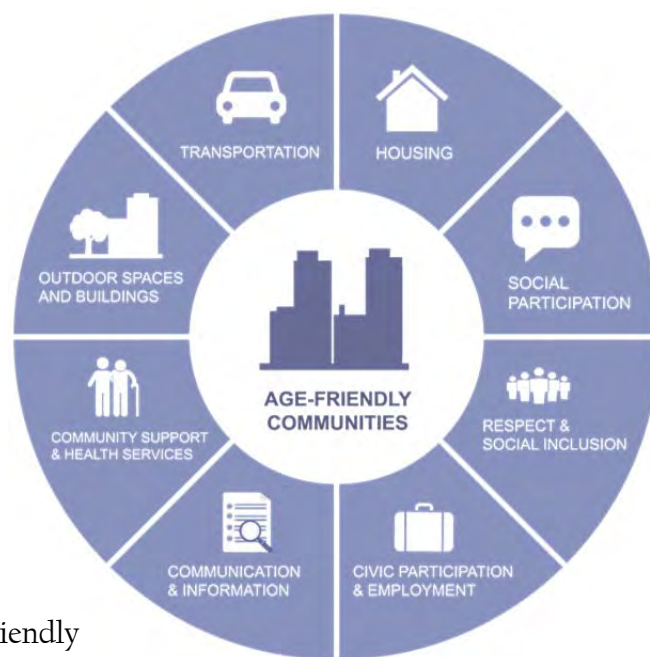 TRANSPORTATION
HOUSING
SOCIAL
PARTICIPATION
RESPECT &
SOCIAL INCLUSION
CIVIC PARTICIPATION
& EMPLOYMENT
COMMUNICATION
& INFORMATION
COMMUNITY SUPPORT
& HEALTH SERVICES
OUTDOOR SPACES
AND BUILDINGS
AGE-FRIENDLY
COMMUNITIES